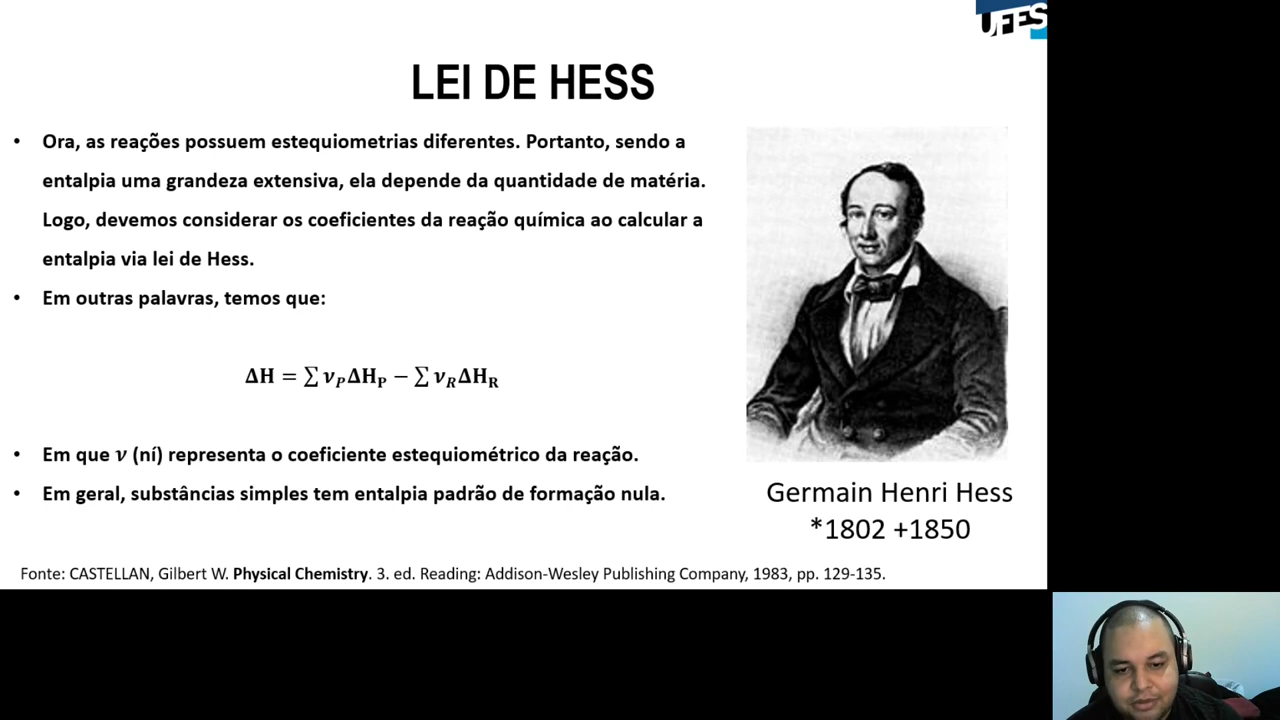 UFES
LEI DE HESS
• Ora, as reações possuem estequiometrias diferentes. Portanto, sendo a
entalpia uma grandeza extensiva, ela depende da quantidade de matéria.
Logo, devemos considerar os coeficientes da reação química ao calcular a
entalpia via lei de Hess.
• Em outras palavras, temos que:
ΔH = ∑ 𝝂_P ΔH_P − ∑ 𝝂_R ΔH_R
• Em que 𝝂 (ní) representa o coeficiente estequiométrico da reação.
• Em geral, substâncias simples tem entalpia padrão de formação nula.
Germain Henri Hess
*1802 +1850
Fonte: CASTELLAN, Gilbert W. Physical Chemistry. 3. ed. Reading: Addison-Wesley Publishing Company, 1983, pp. 129-135.